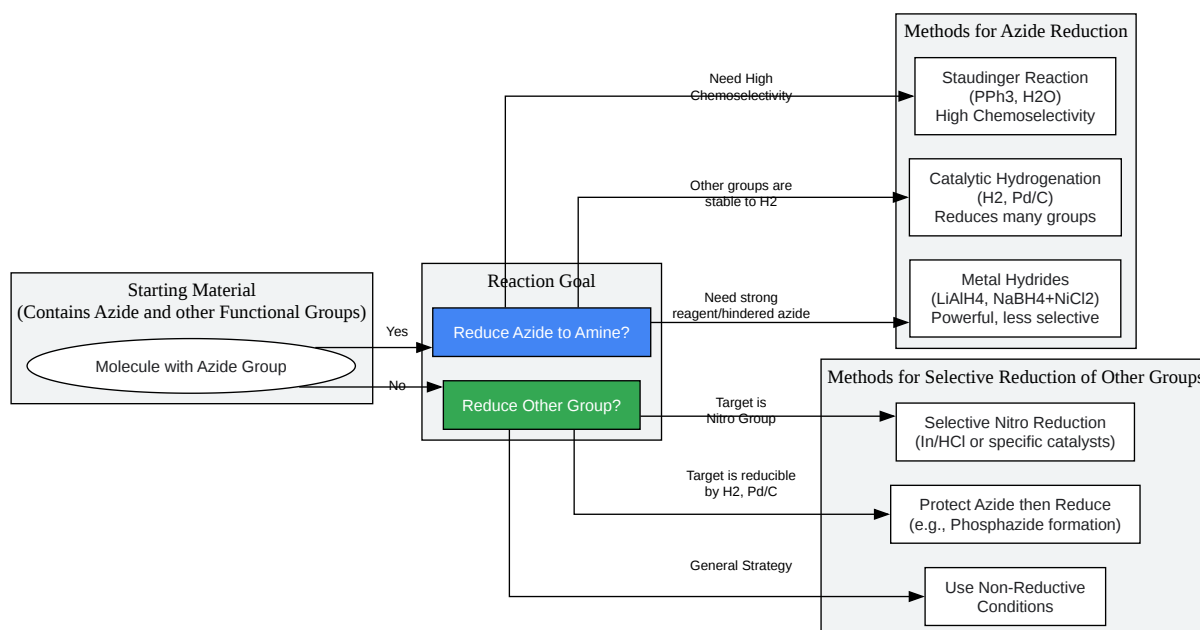 Starting Material
(Contains Azide and other Functional Groups)
Molecule with Azide Group
Yes
No
Reaction Goal
Reduce Azide to Amine?
Reduce Other Group?
Need High
Chemoselectivity
Other groups are
stable to H2
Need strong
reagent/hindered azide
Target is
Nitro Group
Target is reducible
by H2, Pd/C
General Strategy
Methods for Azide Reduction
Staudinger Reaction
(PPh3, H2O)
High Chemoselectivity
Catalytic Hydrogenation
(H2, Pd/C)
Reduces many groups
Metal Hydrides
(LiAlH4, NaBH4+NiCl2)
Powerful, less selective
Methods for Selective Reduction of Other Groups
Selective Nitro Reduction
(In/HCl or specific catalysts)
Protect Azide then Reduce
(e.g., Phosphazide formation)
Use Non-Reductive
Conditions